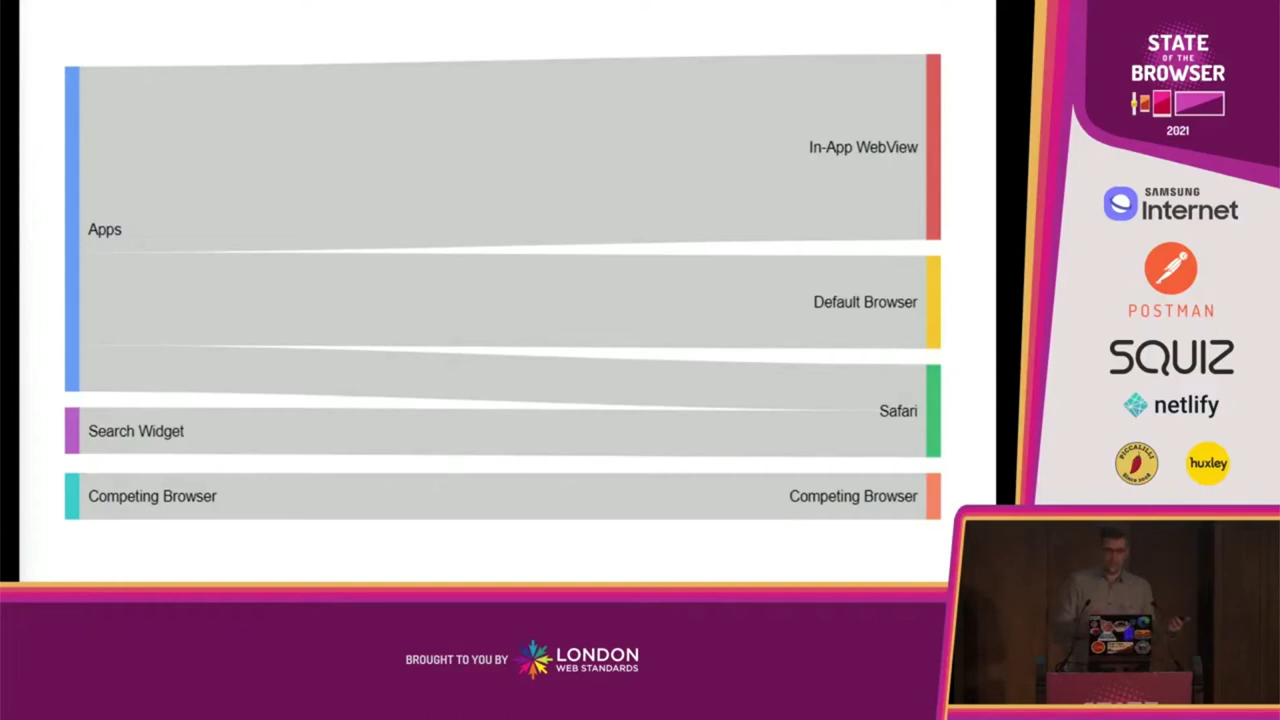 In-App WebView
Apps
Default Browser
Safari
Search Widget
Competing Browser
Competing Browser
STATE
OF THE
BROWSER
2021
SAMSUNG
Internet
POSTMAN
SQUIZ
netlify
PICCALILLI
huxley
BROUGHT TO YOU BY
LONDON
WEB STANDARDS